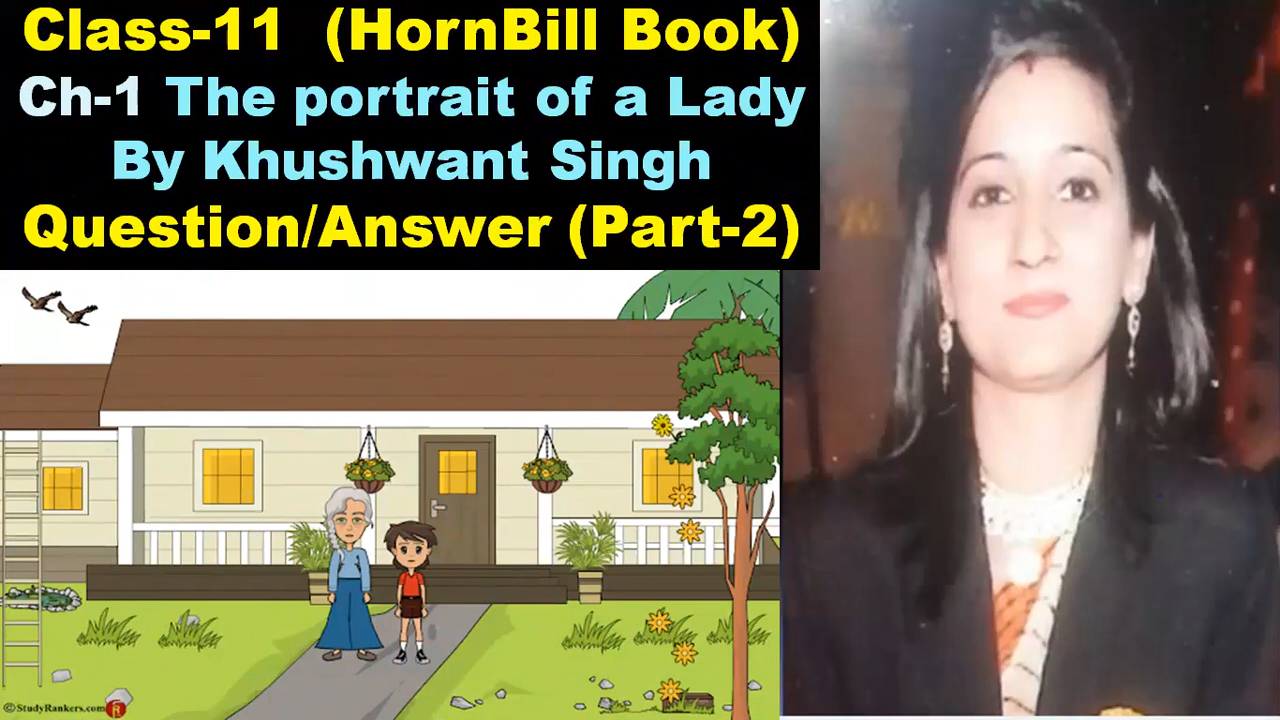 Class-11 (HornBill Book)
Ch-1 The portrait of a Lady
By Khushwant Singh
Question/Answer (Part-2)
©StudyRankers.com